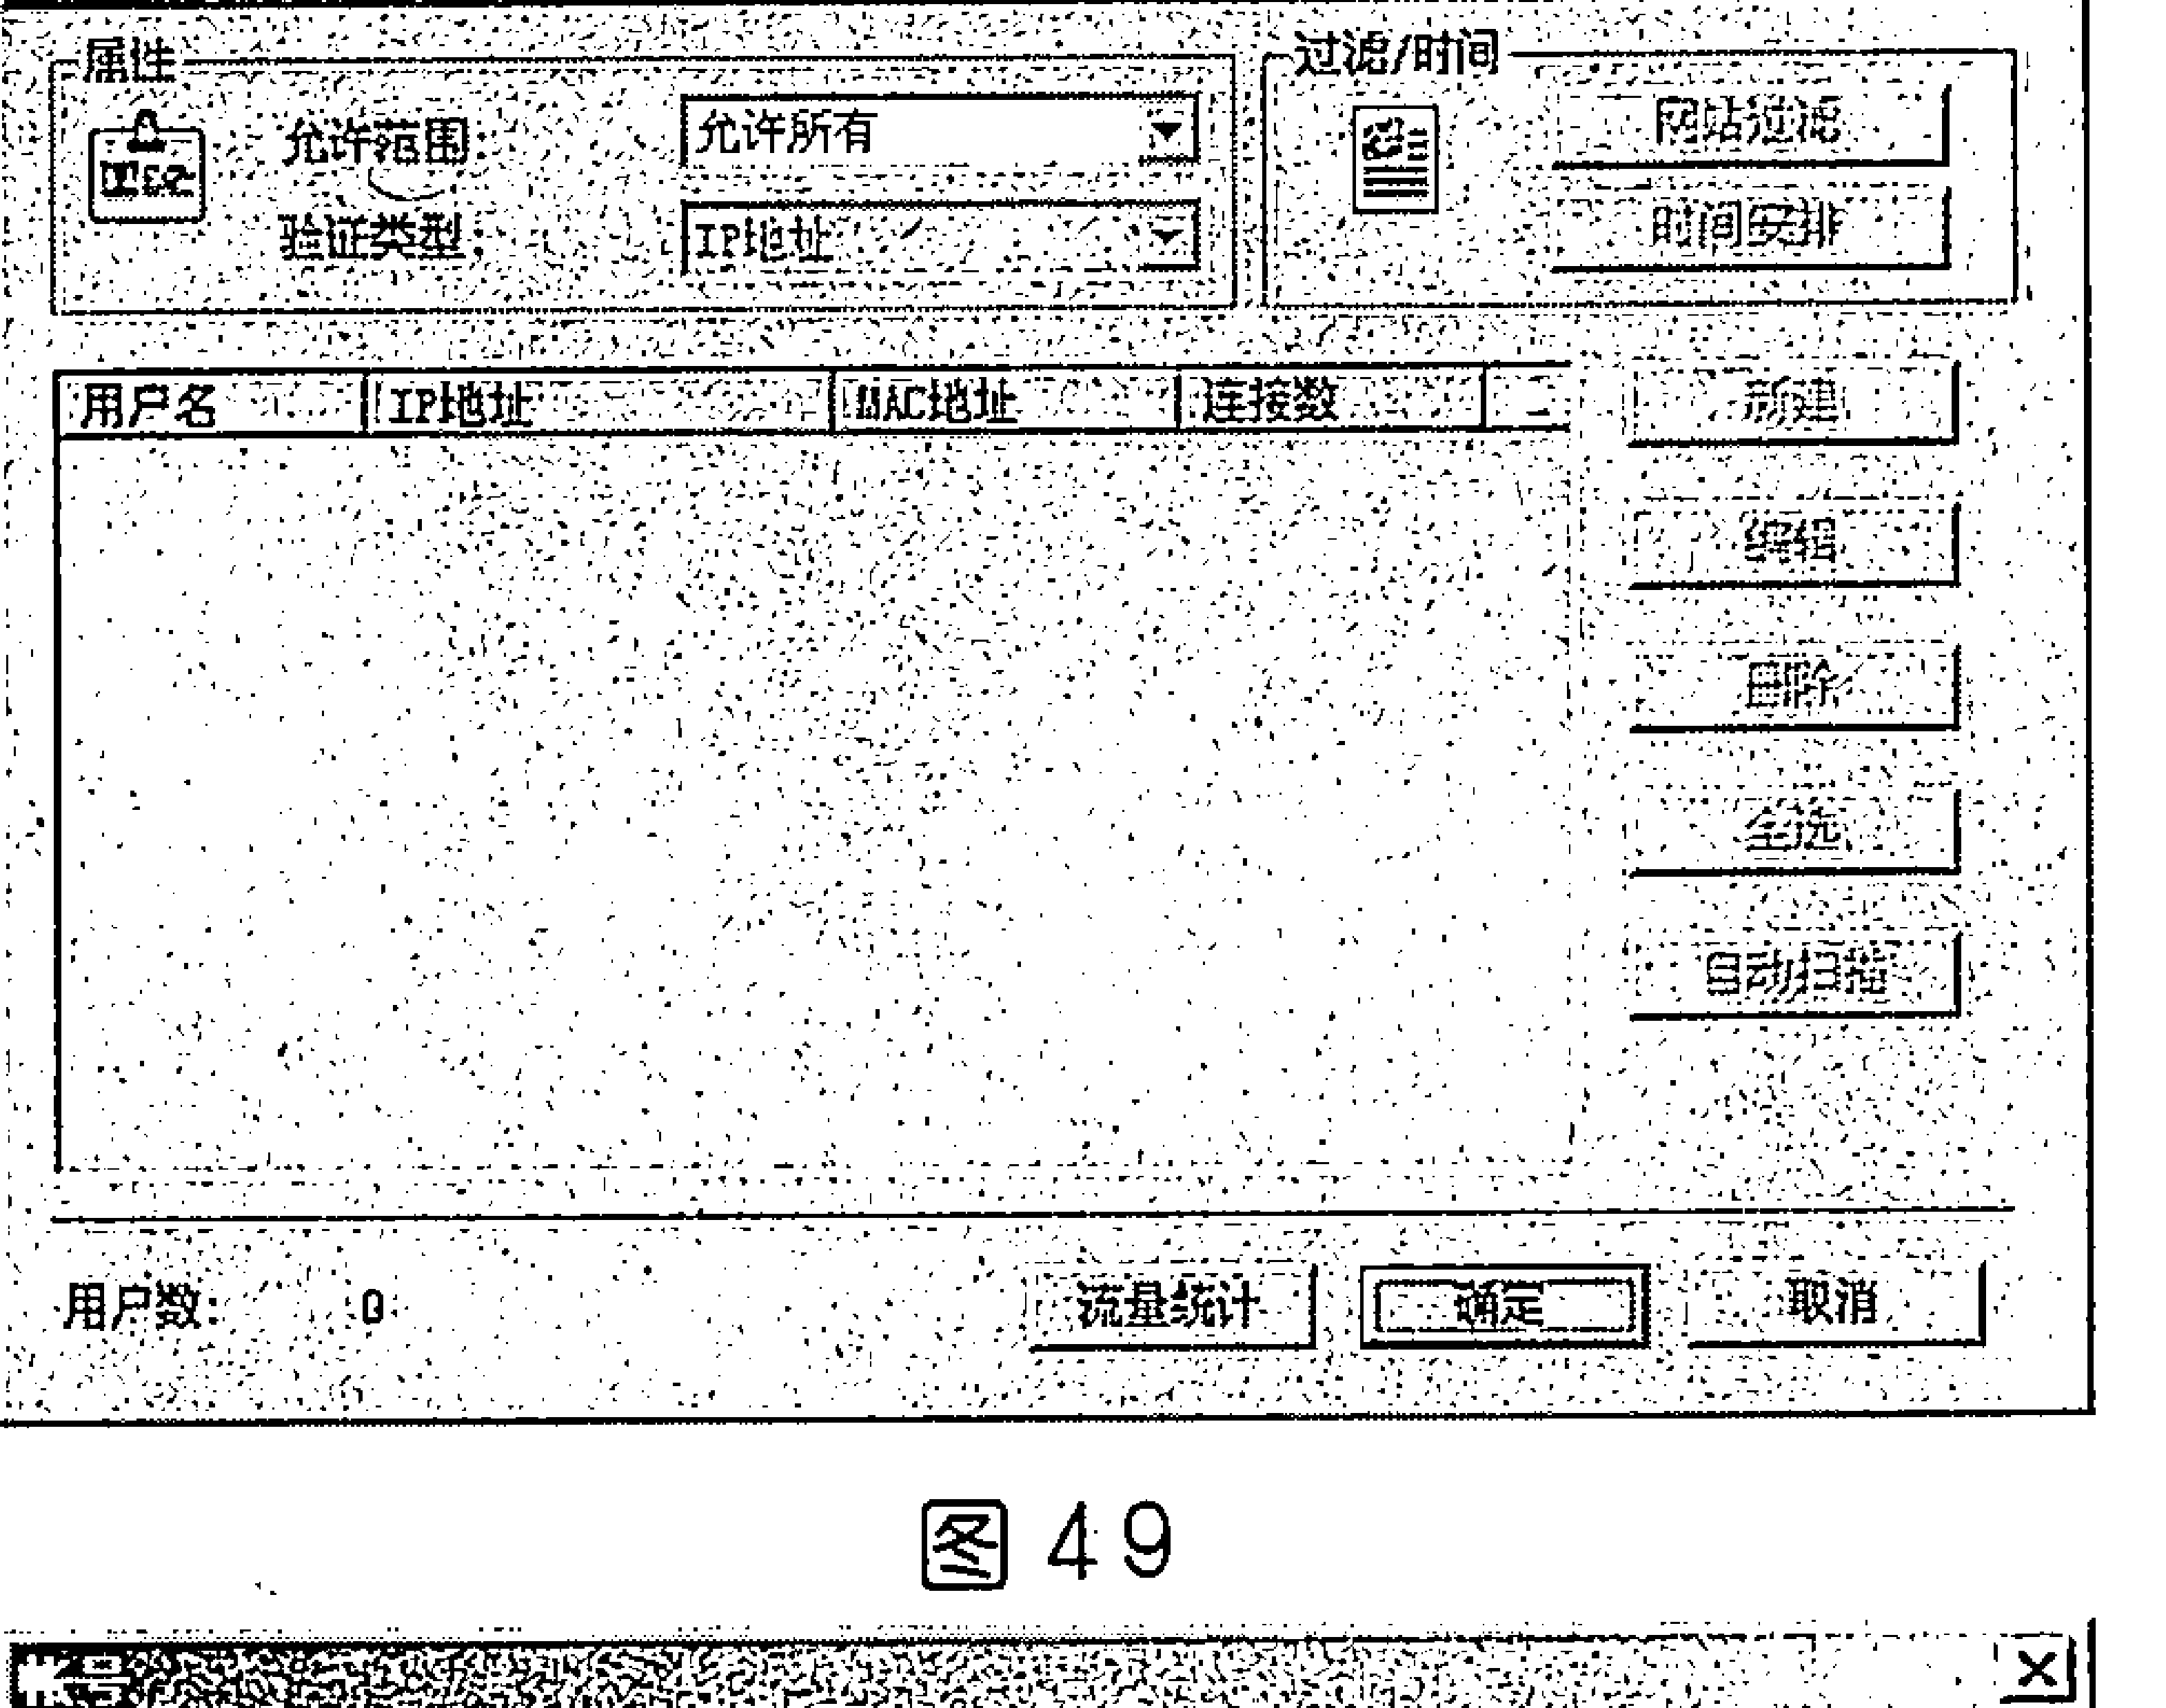 属性
过滤/时间
允许范围: 允许所有 网站过滤
验证类型: IP地址 时间安排
用户名 IP地址 MAC地址 连接数
新建
编辑
删除
全选
自动扫描
用户数: 0 流量统计 确定 取消
图 49
帐号